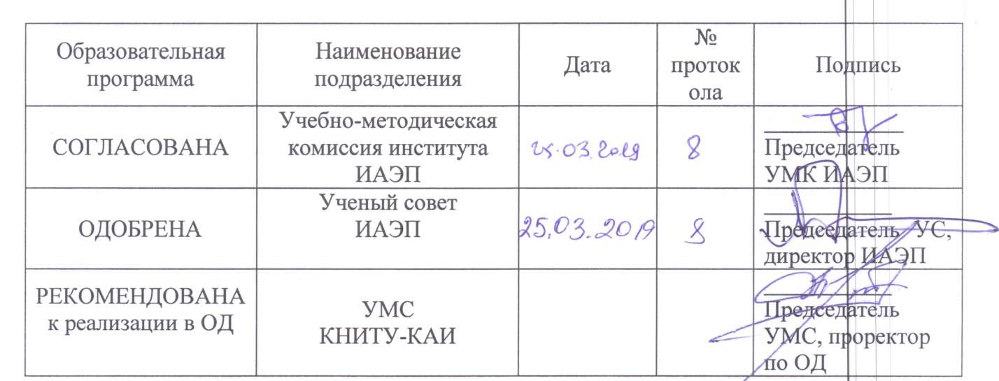 Образовательная
программа
Наименование
подразделения
Дата
№
проток
ола
Подпись
СОГЛАСОВАНА
Учебно-методическая
комиссия института
ИАЭП
25.03.2019
8
Председатель
УМК ИАЭП
ОДОБРЕНА
Ученый совет
ИАЭП
25.03.2019
8
Председатель УС,
директор ИАЭП
РЕКОМЕНДОВАНА
к реализации в ОД
УМС
КНИТУ-КАИ
Председатель
УМС, проректор
по ОД